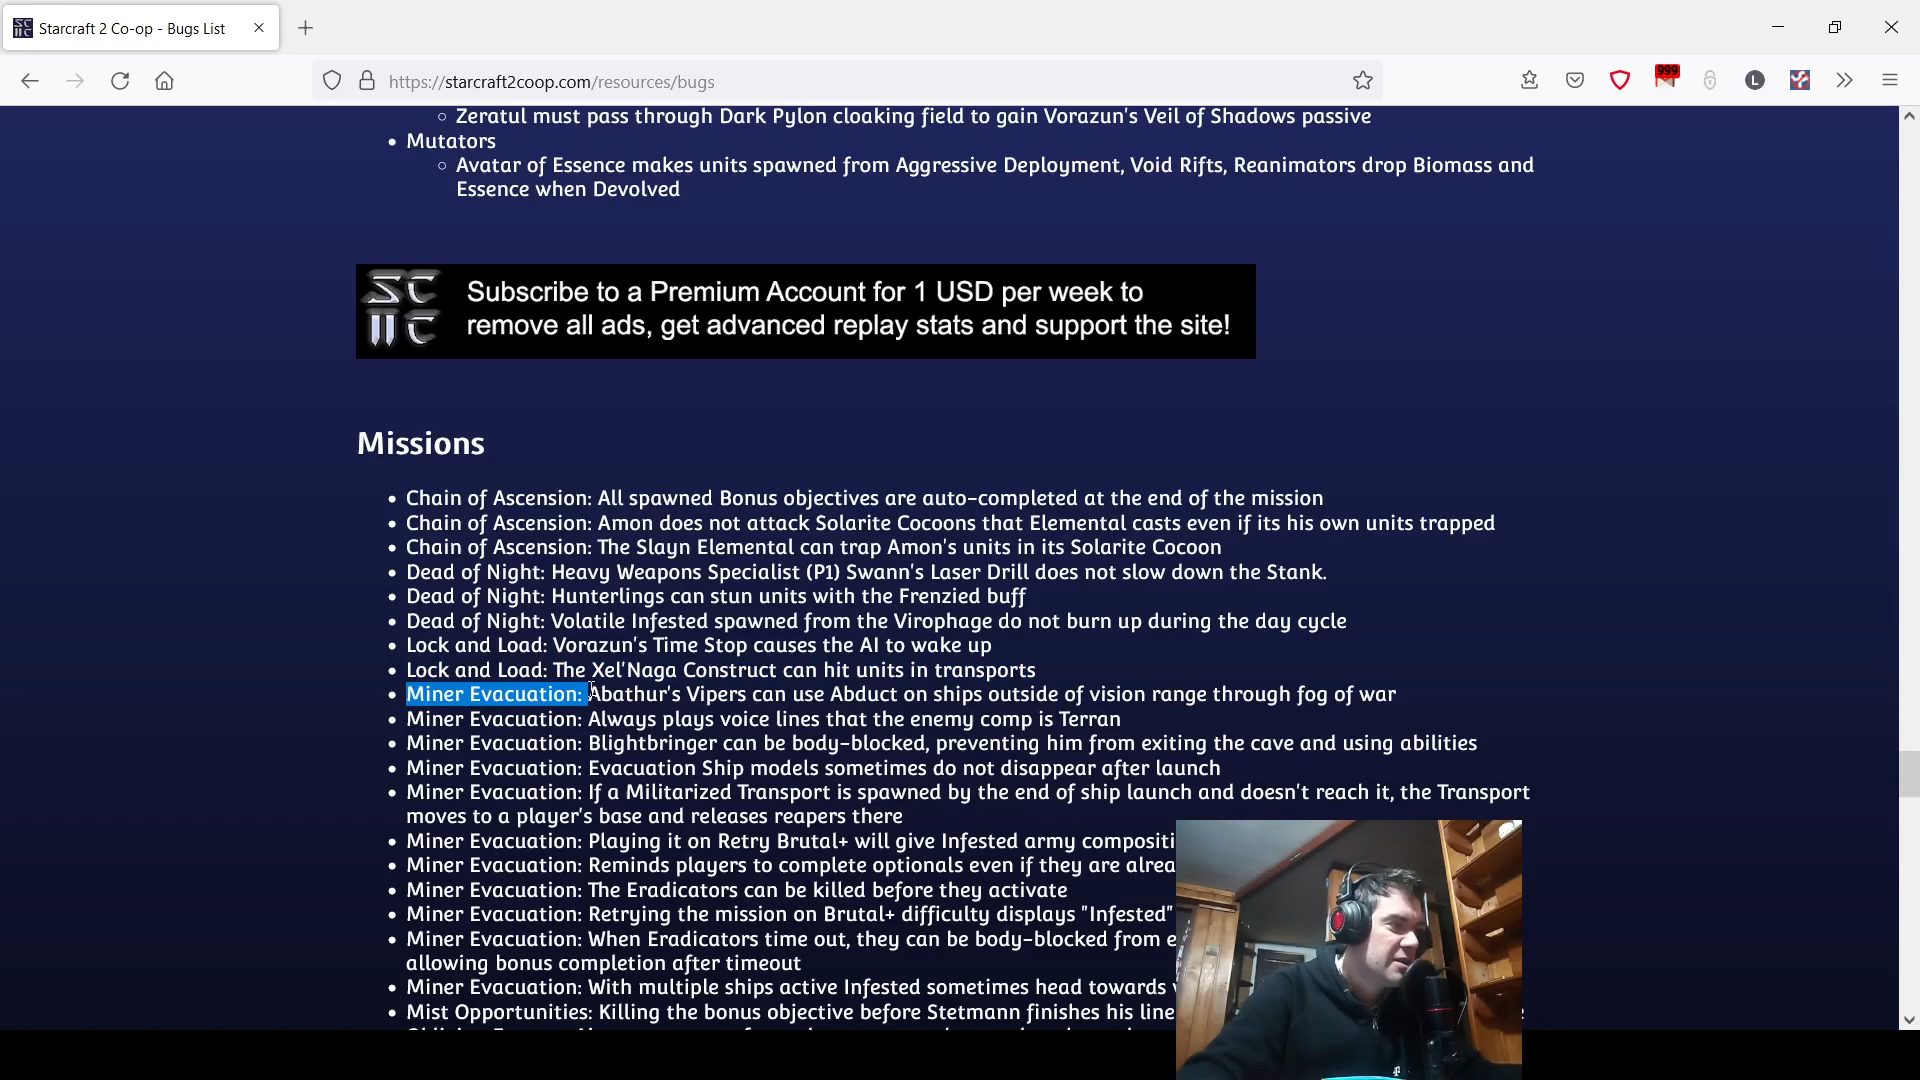 Starcraft 2 Co-op - Bugs List
https://starcraft2coop.com/resources/bugs
999
L
Zeratul must pass through Dark Pylon cloaking field to gain Vorazun's Veil of Shadows passive
Mutators
Avatar of Essence makes units spawned from Aggressive Deployment, Void Rifts, Reanimators drop Biomass and
Essence when Devolved
SC
IIC
Subscribe to a Premium Account for 1 USD per week to
remove all ads, get advanced replay stats and support the site!
Missions
Chain of Ascension: All spawned Bonus objectives are auto-completed at the end of the mission
Chain of Ascension: Amon does not attack Solarite Cocoons that Elemental casts even if its his own units trapped
Chain of Ascension: The Slayn Elemental can trap Amon's units in its Solarite Cocoon
Dead of Night: Heavy Weapons Specialist (P1) Swann's Laser Drill does not slow down the Stank.
Dead of Night: Hunterlings can stun units with the Frenzied buff
Dead of Night: Volatile Infested spawned from the Virophage do not burn up during the day cycle
Lock and Load: Vorazun's Time Stop causes the AI to wake up
Lock and Load: The Xel'Naga Construct can hit units in transports
Miner Evacuation: Abathur's Vipers can use Abduct on ships outside of vision range through fog of war
Miner Evacuation: Always plays voice lines that the enemy comp is Terran
Miner Evacuation: Blightbringer can be body-blocked, preventing him from exiting the cave and using abilities
Miner Evacuation: Evacuation Ship models sometimes do not disappear after launch
Miner Evacuation: If a Militarized Transport is spawned by the end of ship launch and doesn't reach it, the Transport
moves to a player's base and releases reapers there
Miner Evacuation: Playing it on Retry Brutal+ will give Infested army compositi
Miner Evacuation: Reminds players to complete optionals even if they are alrea
Miner Evacuation: The Eradicators can be killed before they activate
Miner Evacuation: Retrying the mission on Brutal+ difficulty displays "Infested"
Miner Evacuation: When Eradicators time out, they can be body-blocked from e
allowing bonus completion after timeout
Miner Evacuation: With multiple ships active Infested sometimes head towards
Mist Opportunities: Killing the bonus objective before Stetmann finishes his line